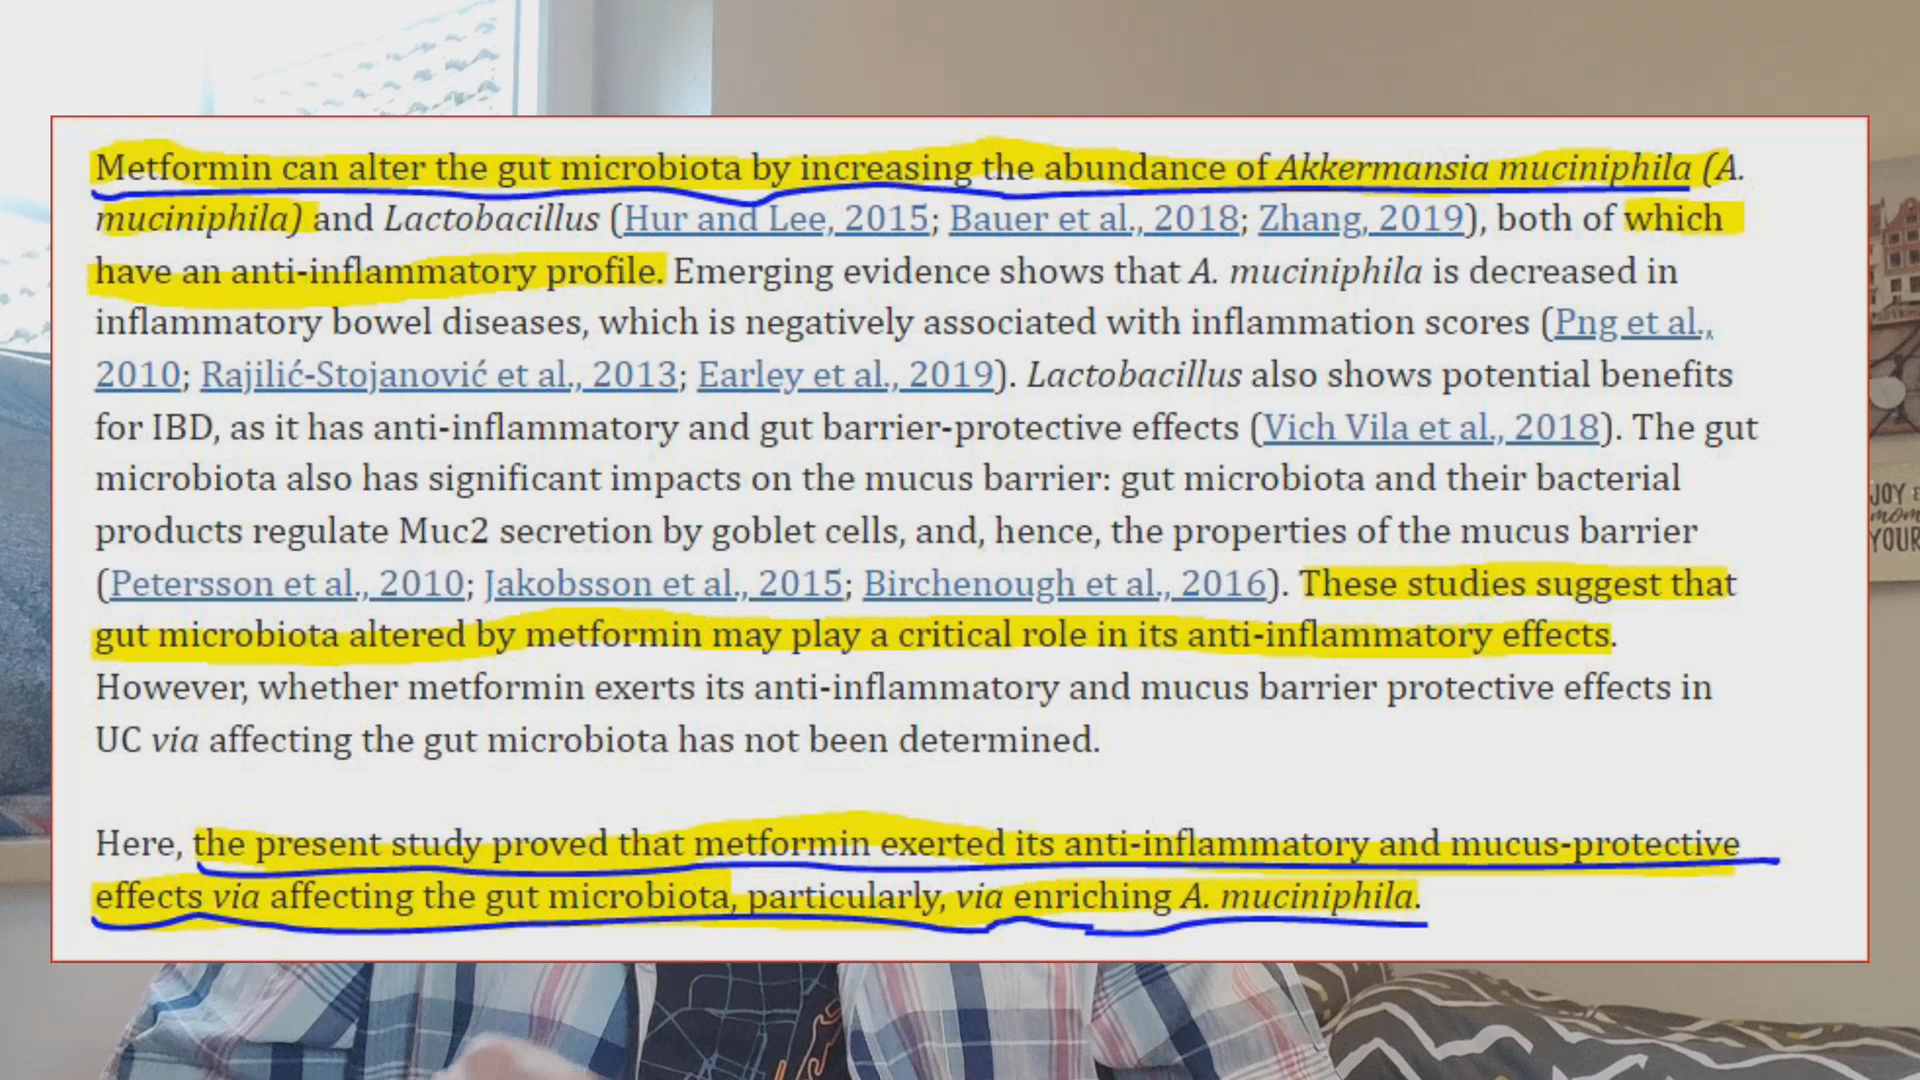 Metformin can alter the gut microbiota by increasing the abundance of Akkermansia muciniphila (A.
muciniphila) and Lactobacillus (Hur and Lee, 2015; Bauer et al., 2018; Zhang, 2019), both of which
have an anti-inflammatory profile. Emerging evidence shows that A. muciniphila is decreased in
inflammatory bowel diseases, which is negatively associated with inflammation scores (Png et al.,
2010; Rajilić-Stojanović et al., 2013; Earley et al., 2019). Lactobacillus also shows potential benefits
for IBD, as it has anti-inflammatory and gut barrier-protective effects (Vich Vila et al., 2018). The gut
microbiota also has significant impacts on the mucus barrier: gut microbiota and their bacterial
products regulate Muc2 secretion by goblet cells, and, hence, the properties of the mucus barrier
(Petersson et al., 2010; Jakobsson et al., 2015; Birchenough et al., 2016). These studies suggest that
gut microbiota altered by metformin may play a critical role in its anti-inflammatory effects.
However, whether metformin exerts its anti-inflammatory and mucus barrier protective effects in
UC via affecting the gut microbiota has not been determined.
Here, the present study proved that metformin exerted its anti-inflammatory and mucus-protective
effects via affecting the gut microbiota, particularly, via enriching A. muciniphila.
JOY
mom
YOUR